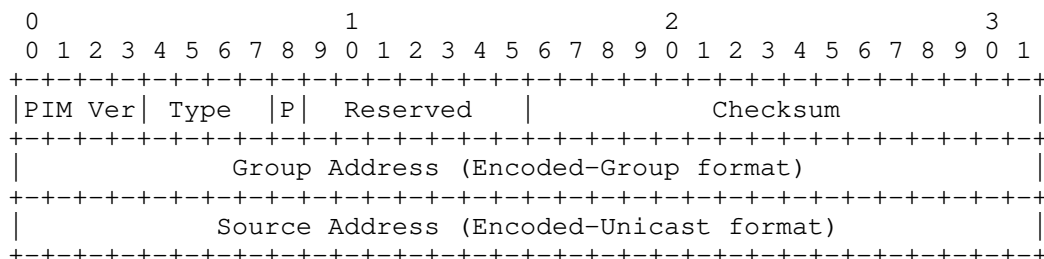 0                   1                   2                   3
 0 1 2 3 4 5 6 7 8 9 0 1 2 3 4 5 6 7 8 9 0 1 2 3 4 5 6 7 8 9 0 1
+-+-+-+-+-+-+-+-+-+-+-+-+-+-+-+-+-+-+-+-+-+-+-+-+-+-+-+-+-+-+-+-+
|PIM Ver| Type  |P|  Reserved   |           Checksum            |
+-+-+-+-+-+-+-+-+-+-+-+-+-+-+-+-+-+-+-+-+-+-+-+-+-+-+-+-+-+-+-+-+
|             Group Address (Encoded-Group format)              |
+-+-+-+-+-+-+-+-+-+-+-+-+-+-+-+-+-+-+-+-+-+-+-+-+-+-+-+-+-+-+-+-+
|            Source Address (Encoded-Unicast format)            |
+-+-+-+-+-+-+-+-+-+-+-+-+-+-+-+-+-+-+-+-+-+-+-+-+-+-+-+-+-+-+-+-+